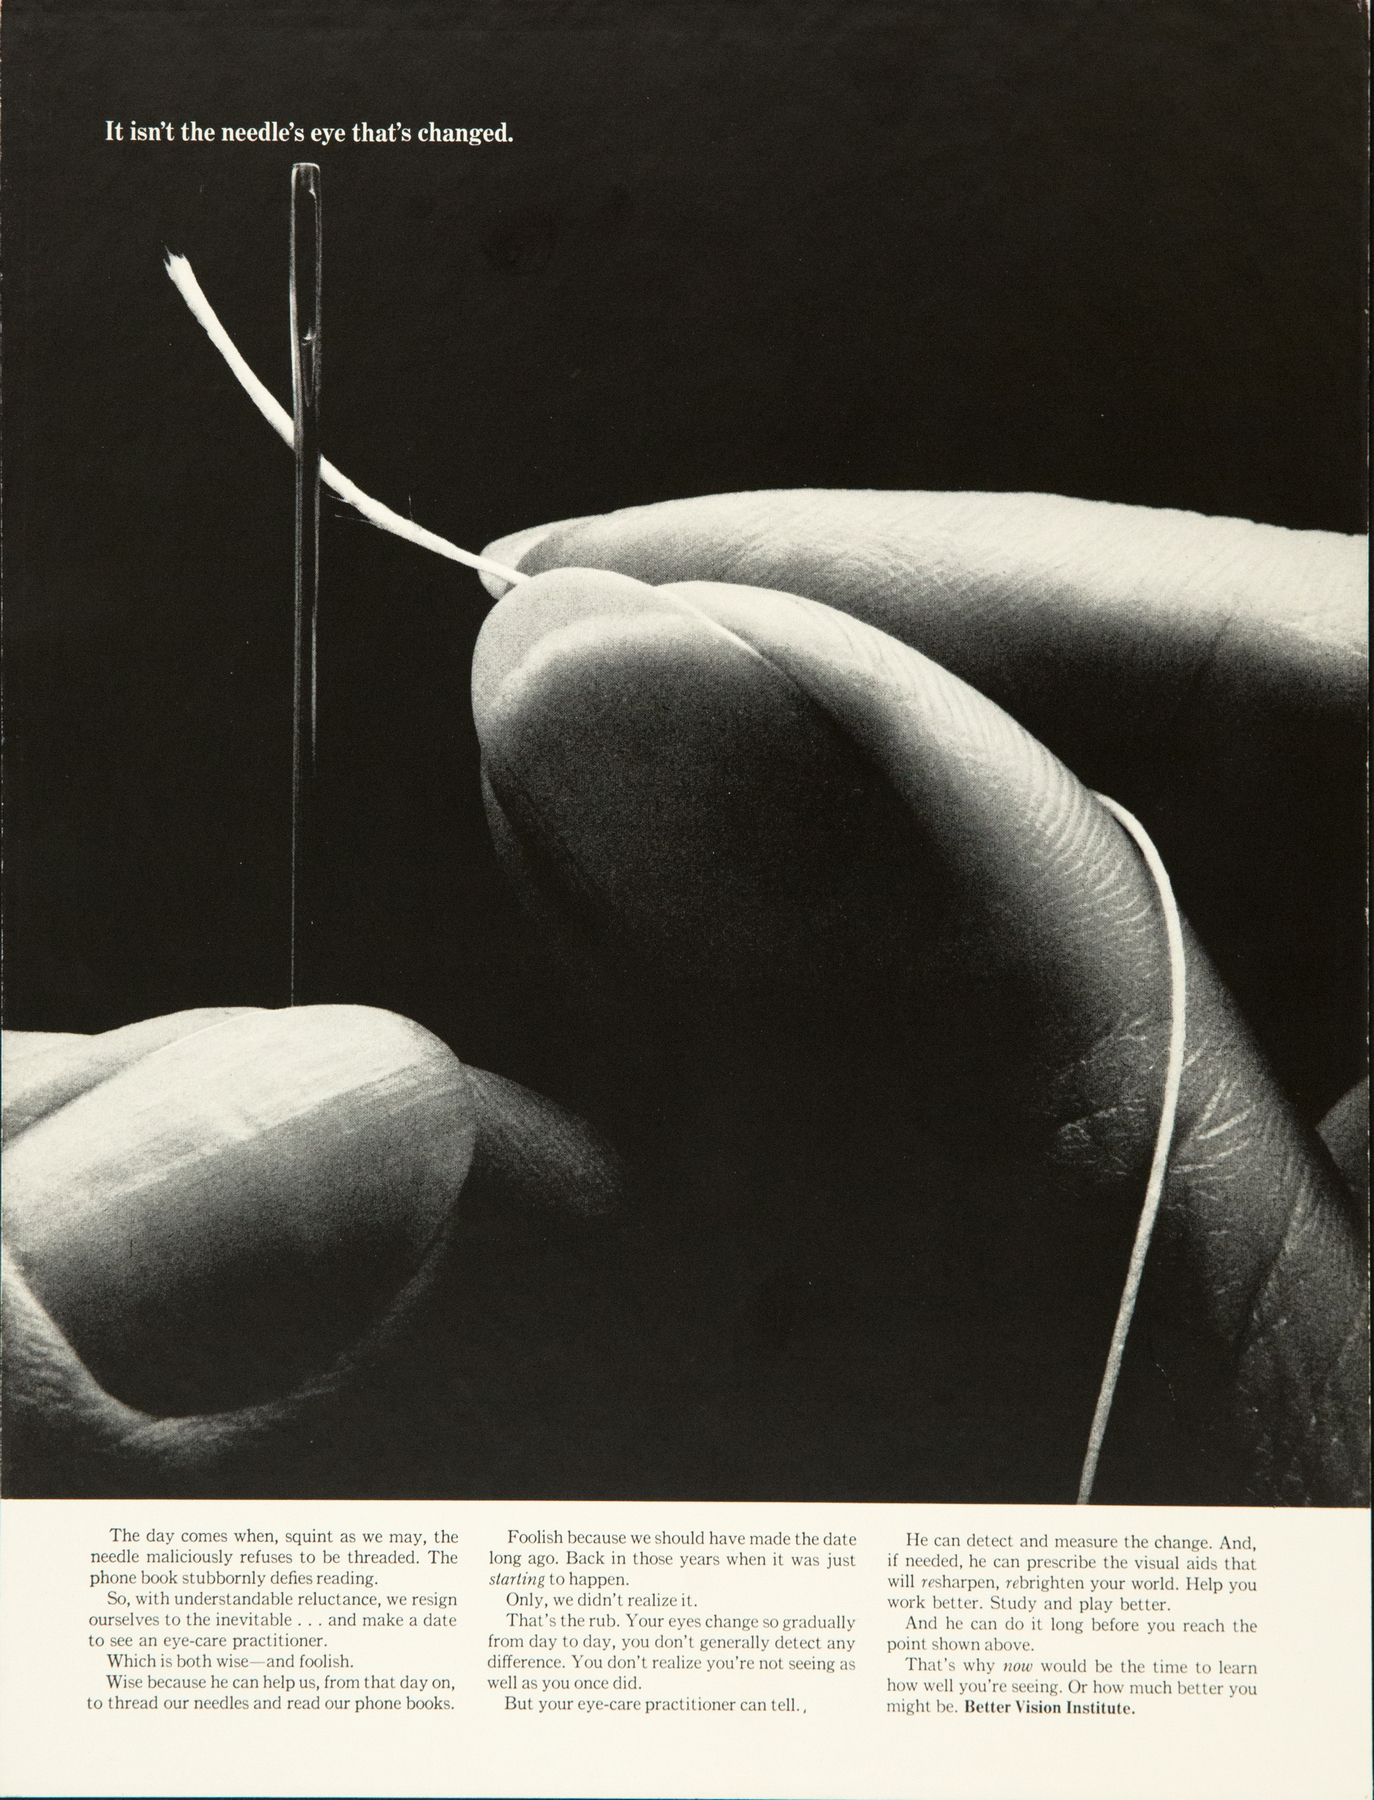 It isn't the needle's eye that's changed.
The day comes when, squint as we may, the
needle maliciously refuses to be threaded. The
phone book stubbornly defies reading.
So, with understandable reluctance, we resign
ourselves to the inevitable . . . and make a date
to see an eye-care practitioner.
Which is both wise—and foolish.
Wise because he can help us, from that day on,
to thread our needles and read our phone books.
Foolish because we should have made the date
long ago. Back in those years when it was just
starting to happen.
Only, we didn't realize it.
That's the rub. Your eyes change so gradually
from day to day, you don't generally detect any
difference. You don't realize you're not seeing as
well as you once did.
But your eye-care practitioner can tell.
He can detect and measure the change. And,
if needed, he can prescribe the visual aids that
will resharpen, rebrighten your world. Help you
work better. Study and play better.
And he can do it long before you reach the
point shown above.
That's why now would be the time to learn
how well you're seeing. Or how much better you
might be. Better Vision Institute.